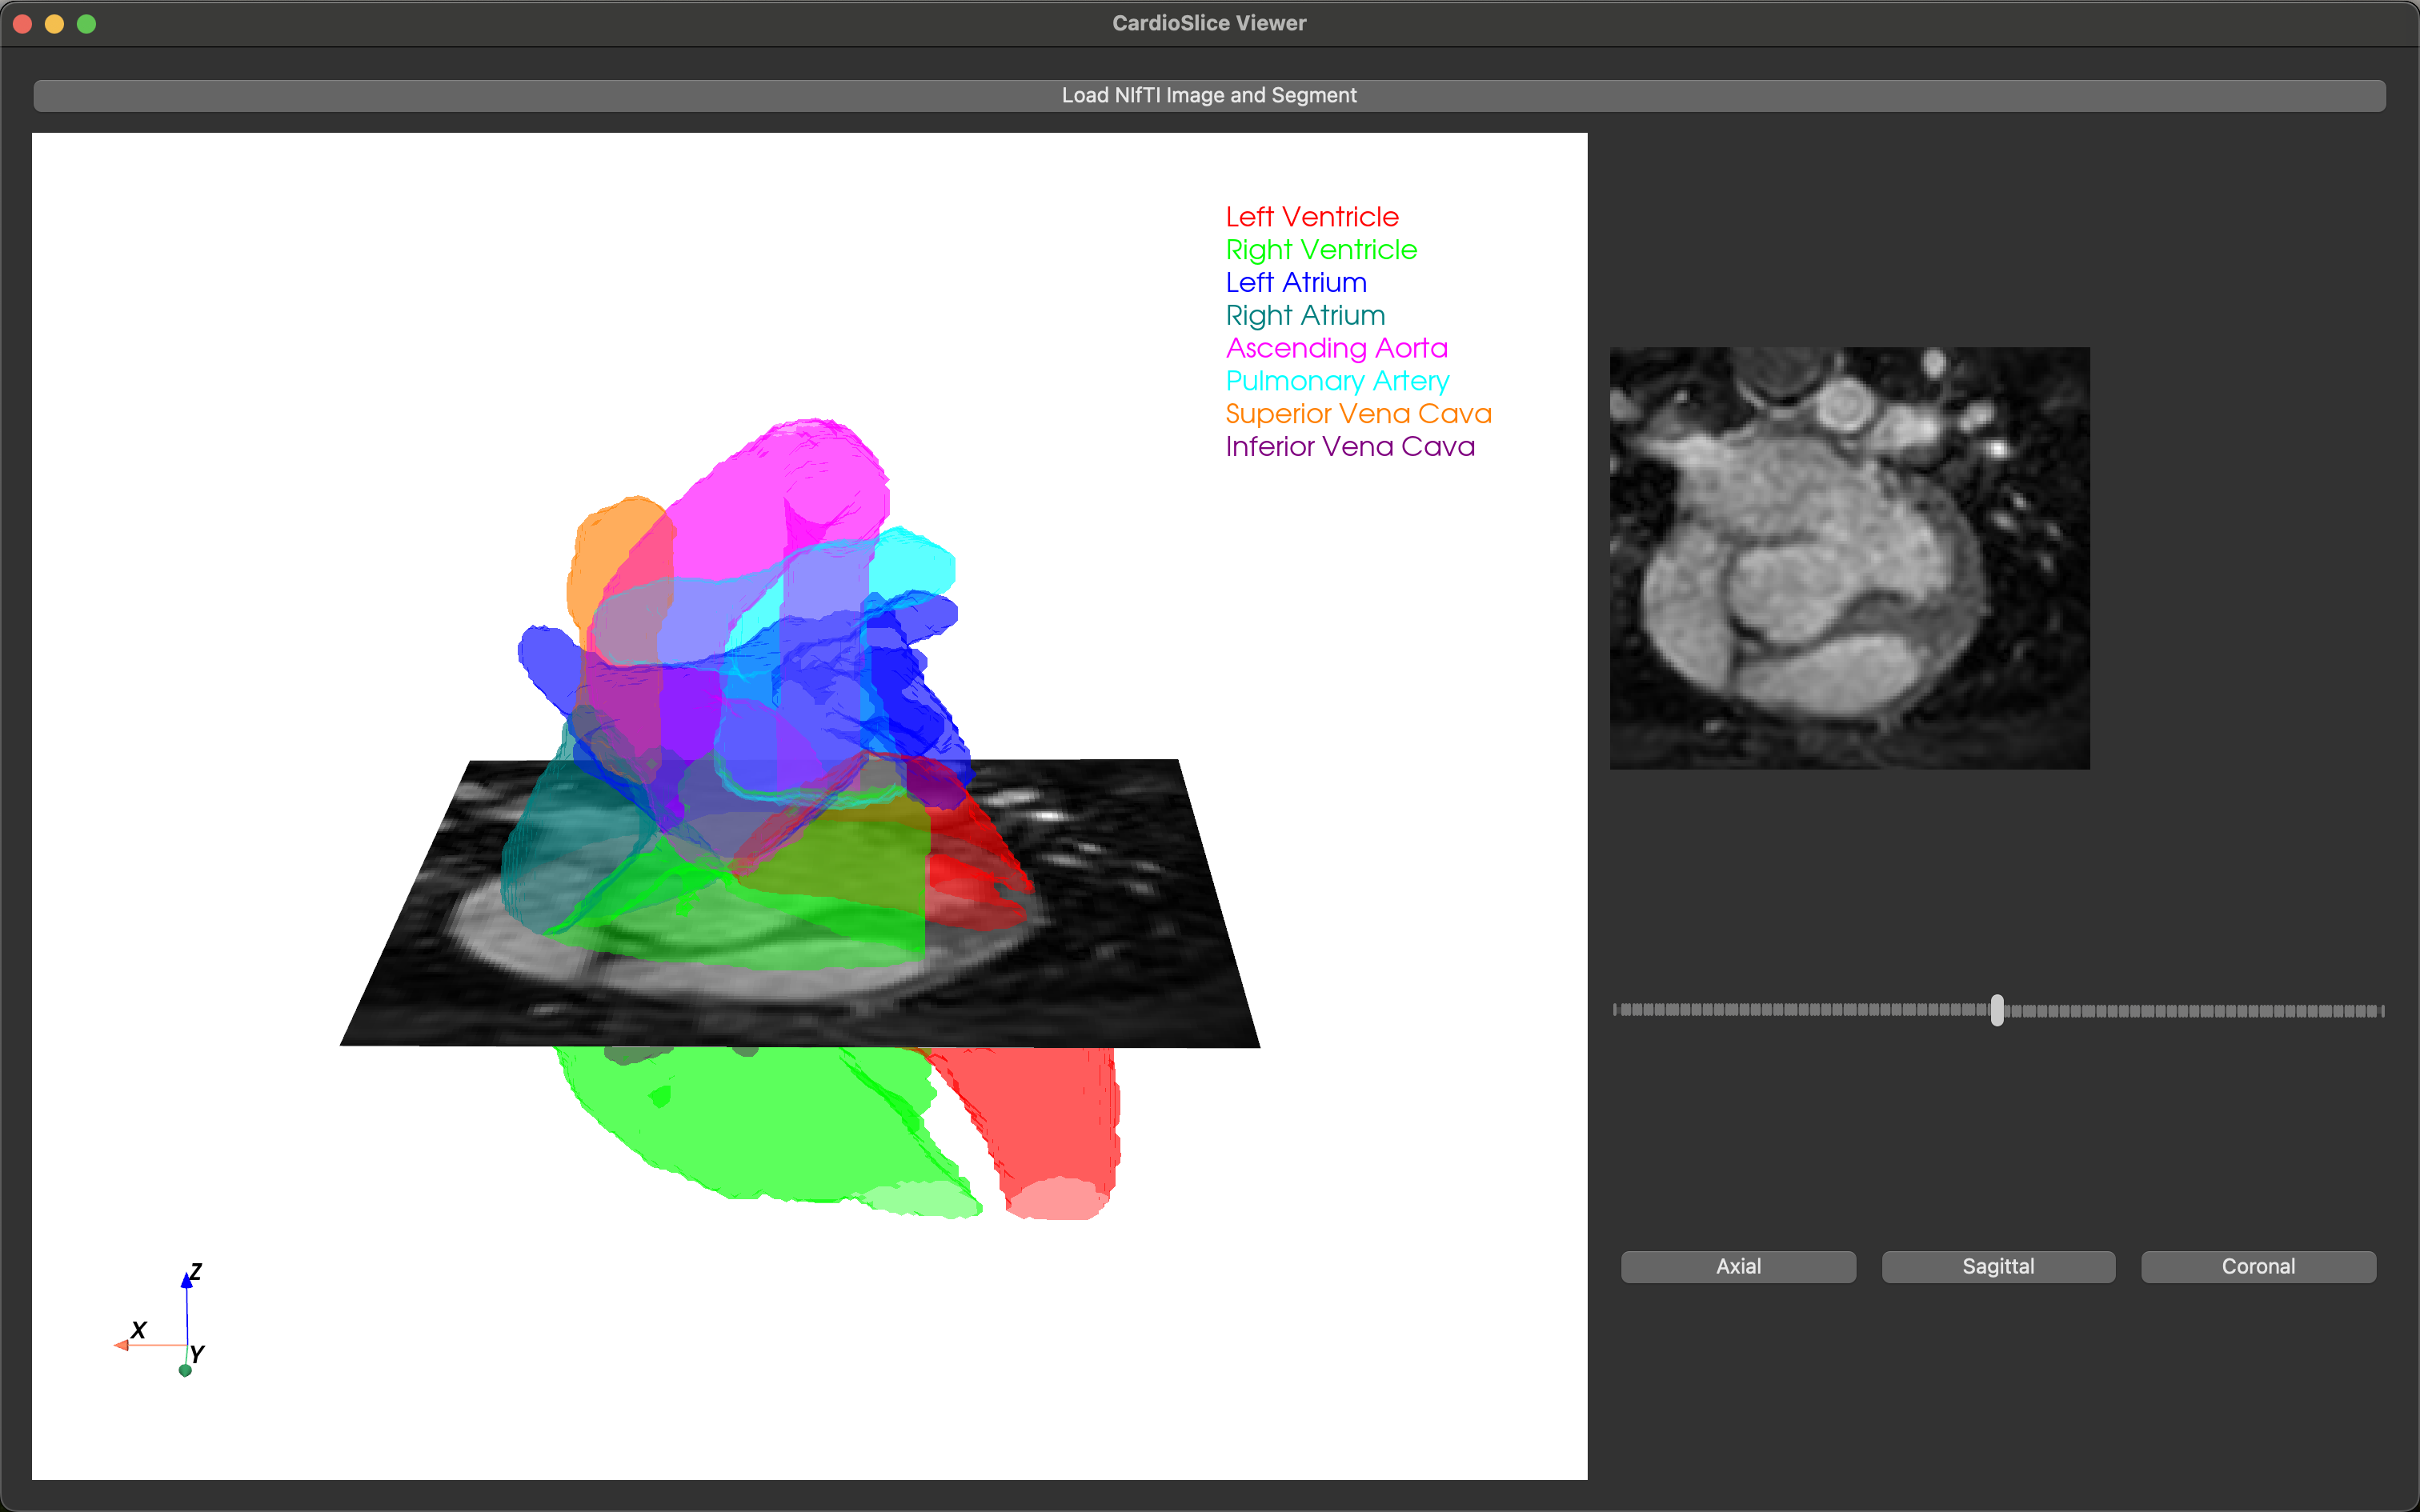 CardioSlice Viewer
Load NIfTI Image and Segment
Left Ventricle
Right Ventricle
Left Atrium
Right Atrium
Ascending Aorta
Pulmonary Artery
Superior Vena Cava
Inferior Vena Cava
Axial
Sagittal
Coronal
Z
X
Y